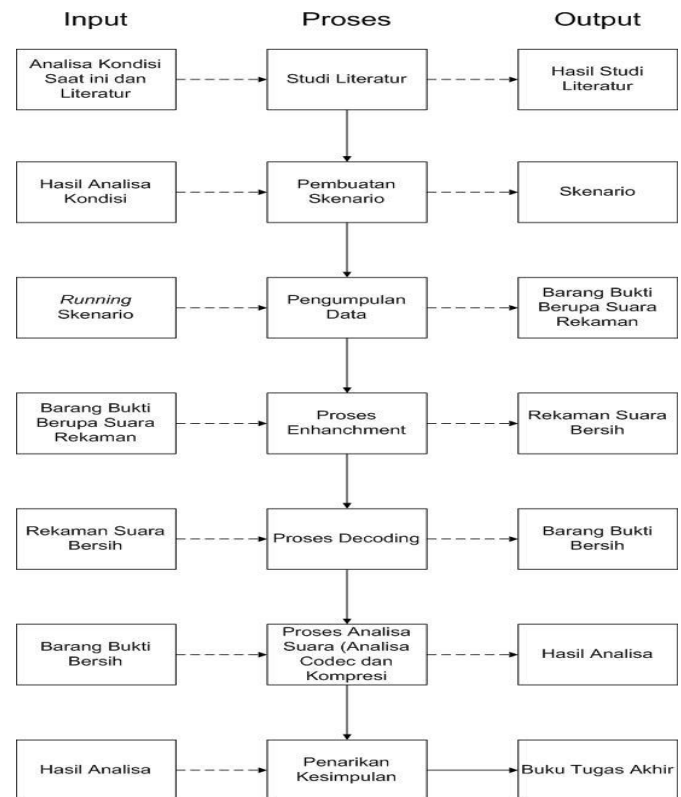 Input
Proses
Output
Analisa Kondisi
Saat ini dan
Literatur
Studi Literatur
Hasil Studi
Literatur
Hasil Analisa
Kondisi
Pembuatan
Skenario
Skenario
Running
Skenario
Pengumpulan
Data
Barang Bukti
Berupa Suara
Rekaman
Barang Bukti
Berupa Suara
Rekaman
Proses
Enhanchment
Rekaman Suara
Bersih
Rekaman Suara
Bersih
Proses Decoding
Barang Bukti
Bersih
Barang Bukti
Bersih
Proses Analisa
Suara (Analisa
Codec dan
Kompresi
Hasil Analisa
Hasil Analisa
Penarikan
Kesimpulan
Buku Tugas Akhir